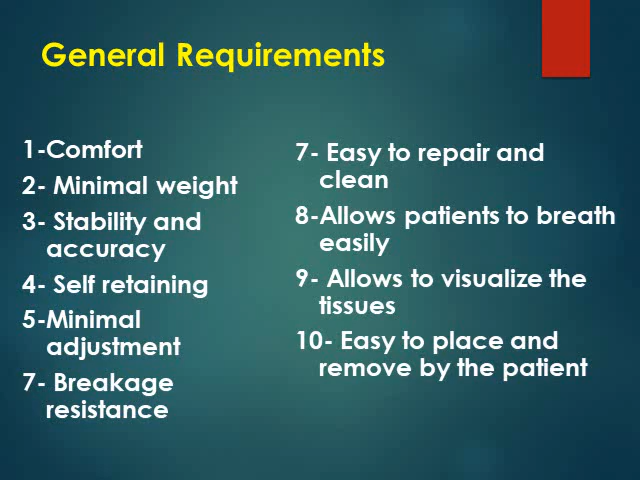 General Requirements
1-Comfort
2- Minimal weight
3- Stability and
accuracy
4- Self retaining
5-Minimal
adjustment
7- Breakage
resistance
7- Easy to repair and
clean
8-Allows patients to breath
easily
9- Allows to visualize the
tissues
10- Easy to place and
remove by the patient